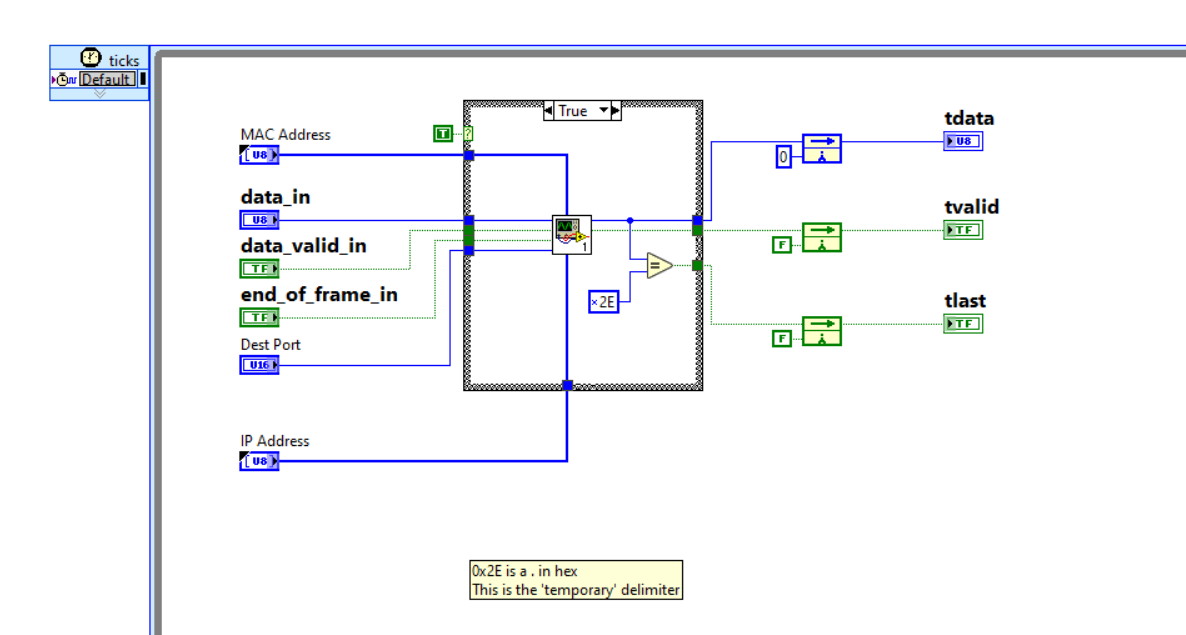 ticks
Default
True
MAC Address
T
?
U8
tdata
0
U8
data_in
U8
tvalid
F
TF
data_valid_in
TF
1
=
end_of_frame_in
TF
×2E
tlast
F
TF
Dest Port
U16
IP Address
U8
0x2E is a . in hex
This is the 'temporary' delimiter